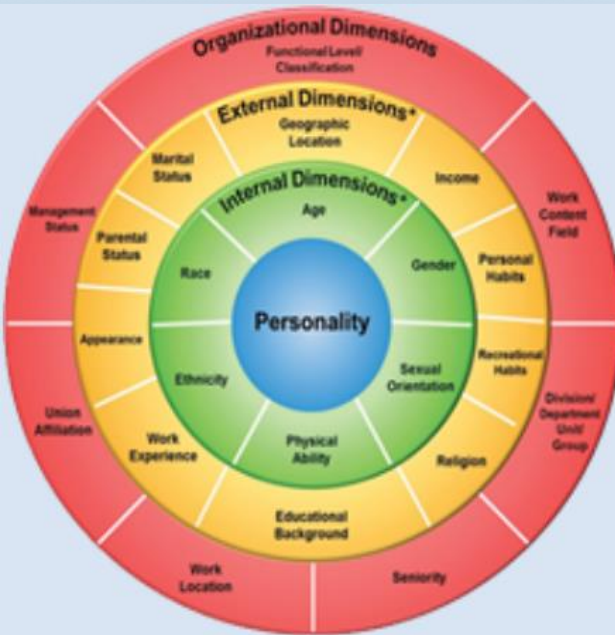 Organizational Dimensions
Functional Level/
Classification
External Dimensions*
Geographic
Location
Marital
Status
Income
Internal Dimensions*
Age
Management
Status
Work
Content
Field
Parental
Status
Personal
Habits
Race
Gender
Personality
Appearance
Recreational
Habits
Ethnicity
Sexual
Orientation
Union
Affiliation
Division/
Department
Unit/
Group
Work
Experience
Physical
Ability
Religion
Educational
Background
Work
Location
Seniority